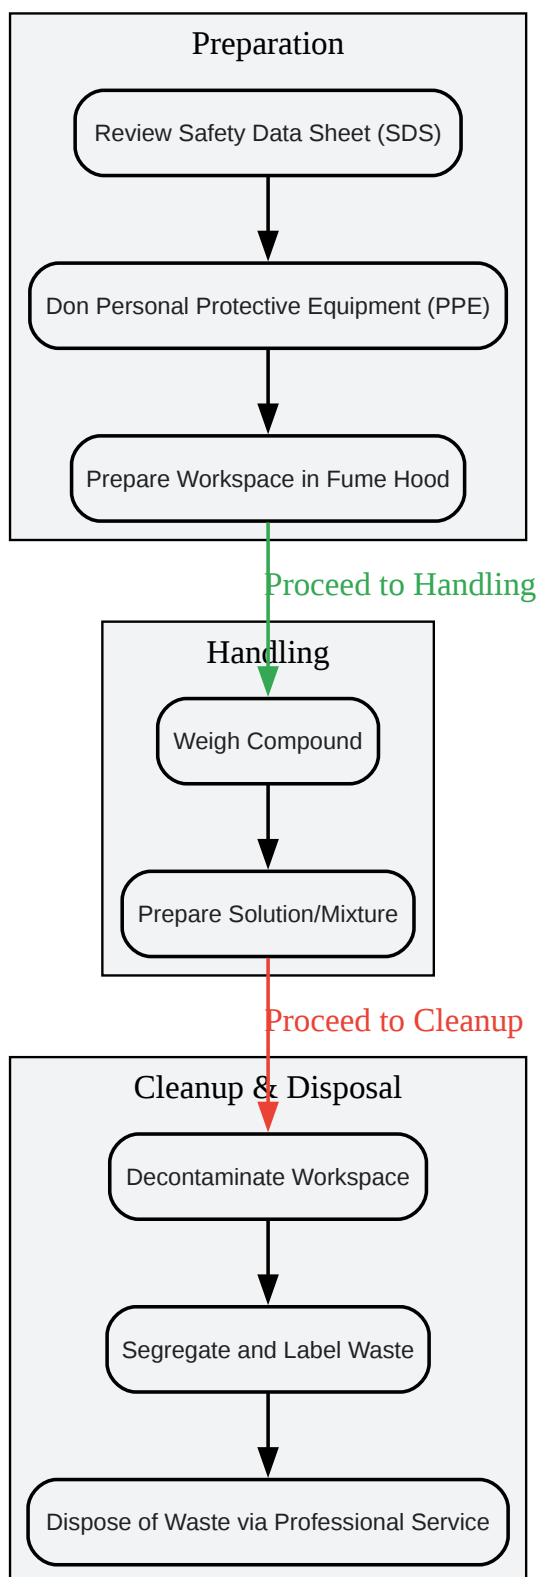 Preparation
Review Safety Data Sheet (SDS)
Don Personal Protective Equipment (PPE)
Prepare Workspace in Fume Hood
Proceed to Handling
Handling
Weigh Compound
Prepare Solution/Mixture
Proceed to Cleanup
Cleanup & Disposal
Decontaminate Workspace
Segregate and Label Waste
Dispose of Waste via Professional Service